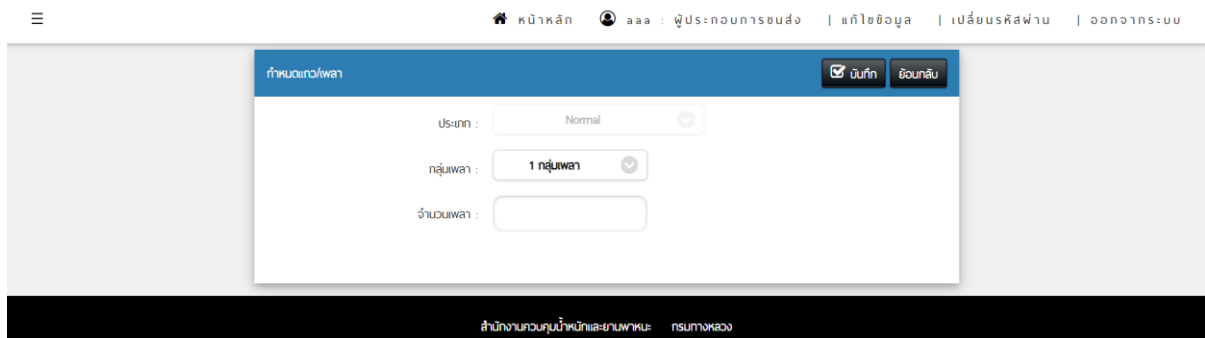 ☰ หน้าหลัก aaa : ผู้ประกอบการขนส่ง | แก้ไขข้อมูล | เปลี่ยนรหัสผ่าน | ออกจากระบบ
กำหนดแถว/เพลา บันทึก ย้อนกลับ
ประเภท : Normal
กลุ่มเพลา : 1 กลุ่มเพลา
จำนวนเพลา :
สำนักงานควบคุมน้ำหนักและยานพาหนะ กรมทางหลวง